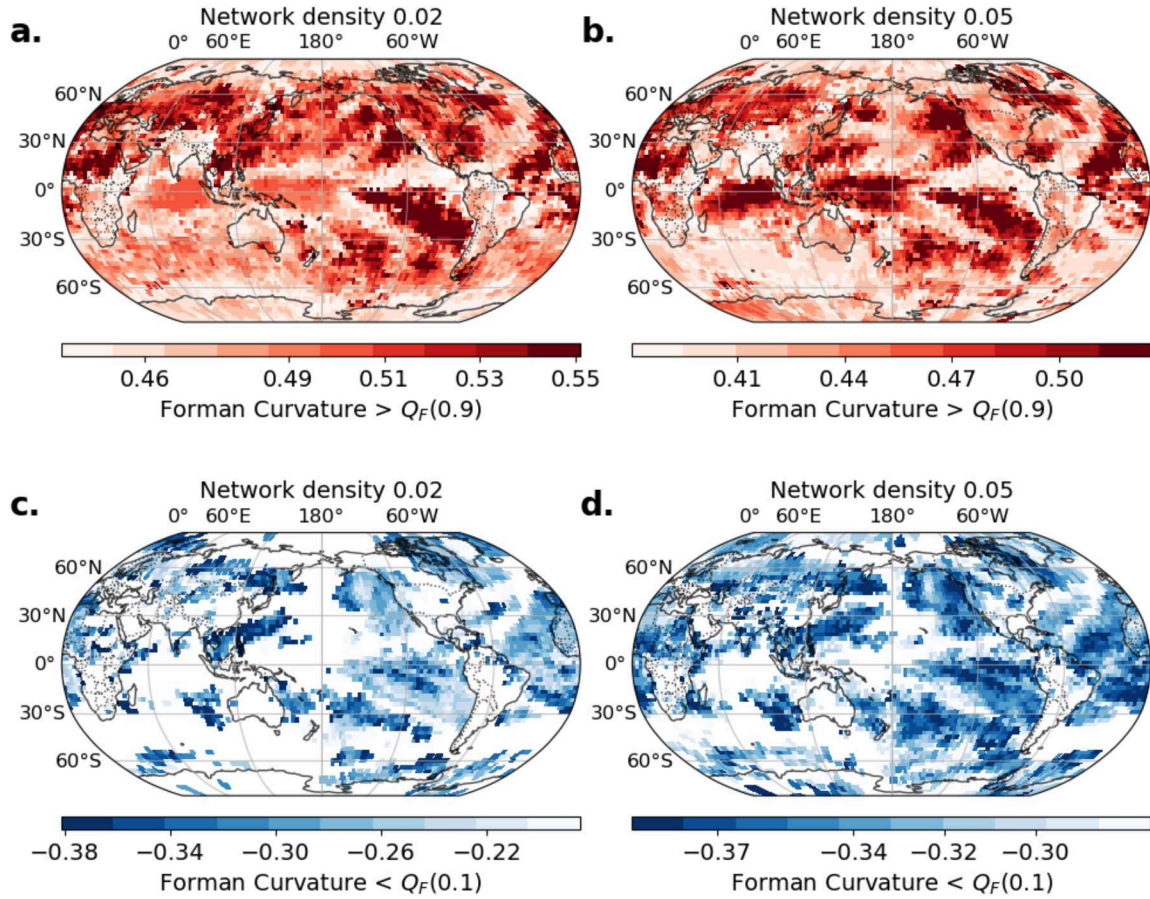 a.
Network density 0.02
0° 60°E 180° 60°W
60°N
30°N
0°
30°S
60°S
0.46 0.49 0.51 0.53 0.55
Forman Curvature > Q_F(0.9)
b.
Network density 0.05
0° 60°E 180° 60°W
60°N
30°N
0°
30°S
60°S
0.41 0.44 0.47 0.50
Forman Curvature > Q_F(0.9)
c.
Network density 0.02
0° 60°E 180° 60°W
60°N
30°N
0°
30°S
60°S
−0.38 −0.34 −0.30 −0.26 −0.22
Forman Curvature < Q_F(0.1)
d.
Network density 0.05
0° 60°E 180° 60°W
60°N
30°N
0°
30°S
60°S
−0.37 −0.34 −0.32 −0.30
Forman Curvature < Q_F(0.1)